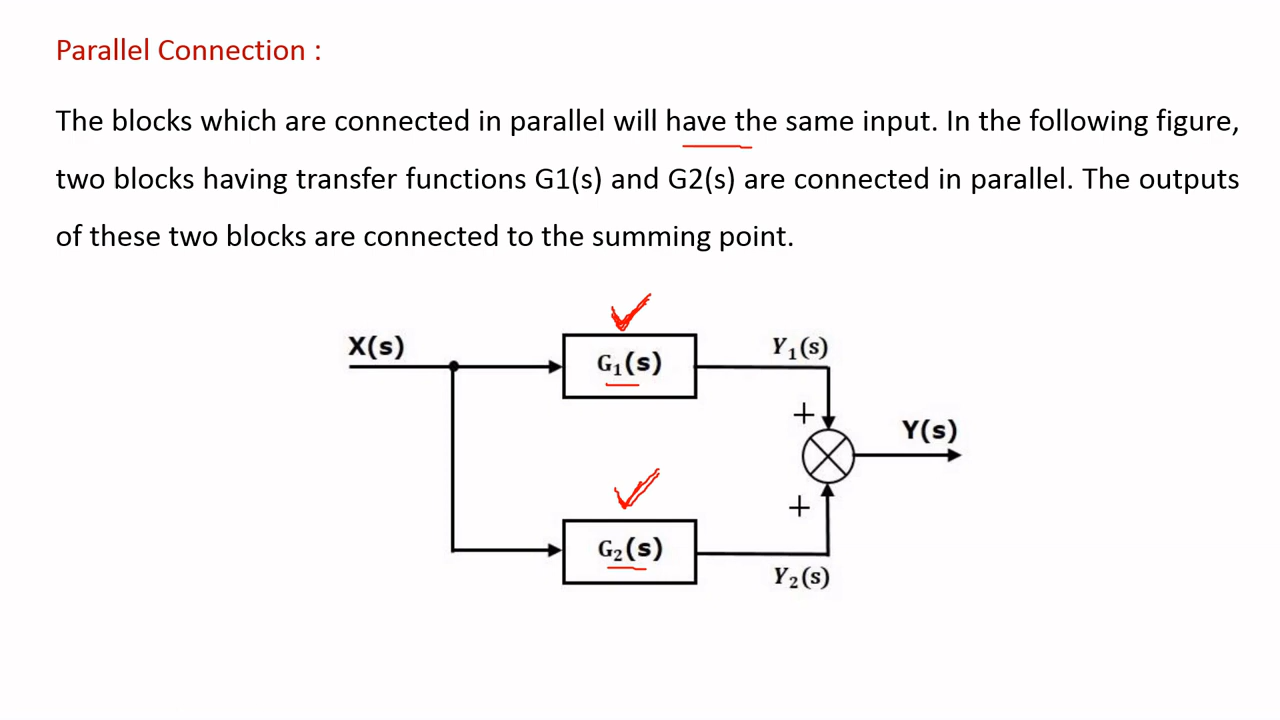 Parallel Connection :
The blocks which are connected in parallel will have the same input. In the following figure,
two blocks having transfer functions G1(s) and G2(s) are connected in parallel. The outputs
of these two blocks are connected to the summing point.
X(s)
G₁(s)
Y₁(s)
+
Y(s)
+
G₂(s)
Y₂(s)